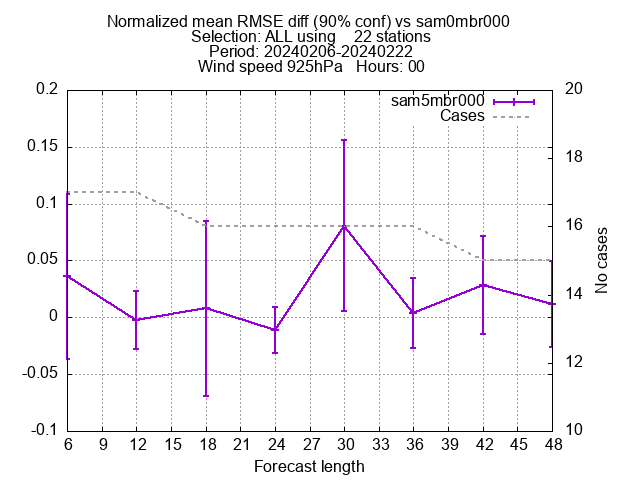 Normalized mean RMSE diff (90% conf) vs sam0mbr000
Selection: ALL using    22 stations
Period: 20240206-20240222
Wind speed 925hPa   Hours: 00
sam5mbr000
Cases
0.2
0.15
0.1
0.05
0
-0.05
-0.1
20
18
16
14
12
10
No cases
6 9 12 15 18 21 24 27 30 33 36 39 42 45 48
Forecast length